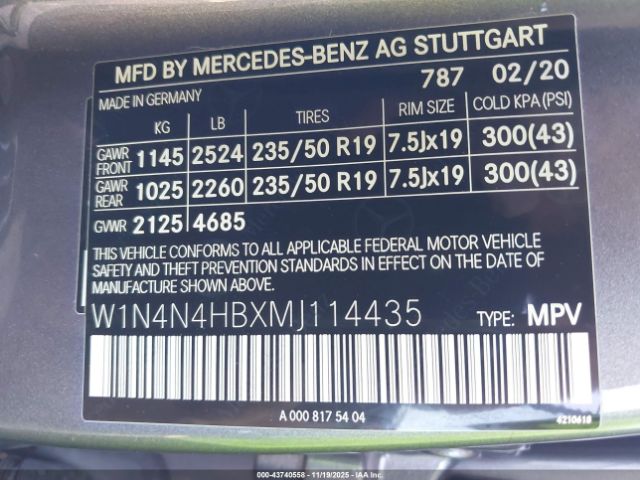 MFD BY MERCEDES-BENZ AG STUTTGART
787 02/20
MADE IN GERMANY
KG LB TIRES RIM SIZE COLD KPA(PSI)
GAWR FRONT 1145 2524 235/50 R19 7.5Jx19 300(43)
GAWR REAR 1025 2260 235/50 R19 7.5Jx19 300(43)
GVWR 2125 4685
THIS VEHICLE CONFORMS TO ALL APPLICABLE FEDERAL MOTOR VEHICLE
SAFETY AND THEFT PREVENTION STANDARDS IN EFFECT ON THE DATE
OF MANUFACTURE SHOWN ABOVE.
W1N4N4HBXMJ114435 TYPE: MPV
A 000 817 54 04
4210618
000-43740558 - 11/19/2025 - IAAI.COM